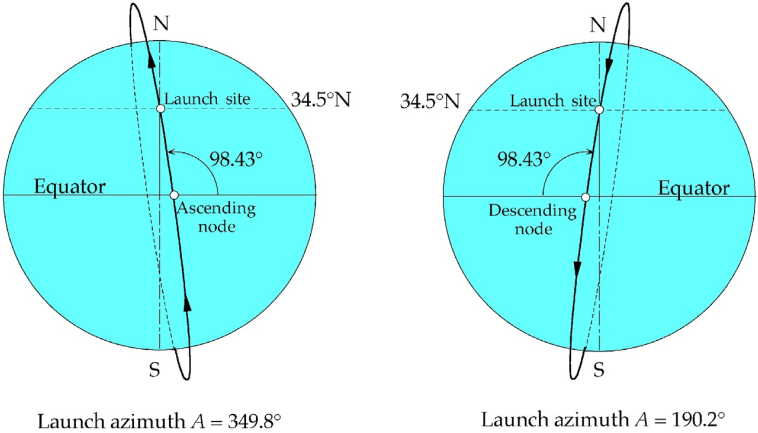 N
Launch site
34.5°N
98.43°
Equator
Ascending
node
S
Launch azimuth A = 349.8°
N
34.5°N
Launch site
98.43°
Equator
Descending
node
S
Launch azimuth A = 190.2°